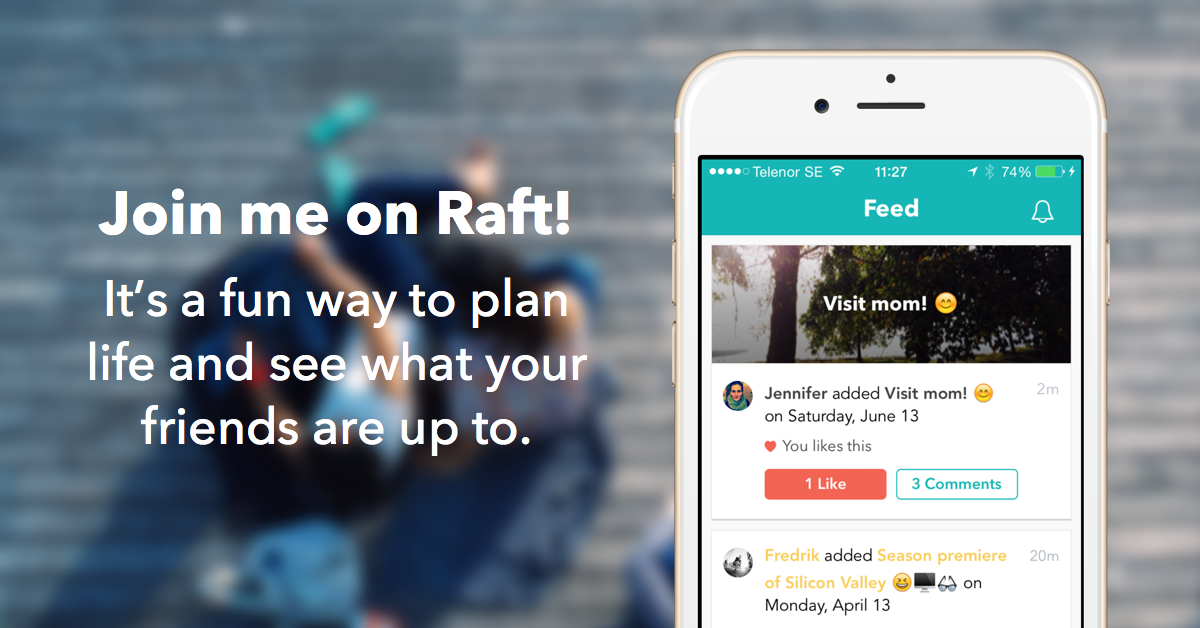 Join me on Raft!
It’s a fun way to plan
life and see what your
friends are up to.
Telenor SE 11:27 74%
Feed
Visit mom! 😊
Jennifer added Visit mom! 😊 2m
on Saturday, June 13
You likes this
1 Like 3 Comments
Fredrik added Season premiere 20m
of Silicon Valley 😆🖥👓 on
Monday, April 13